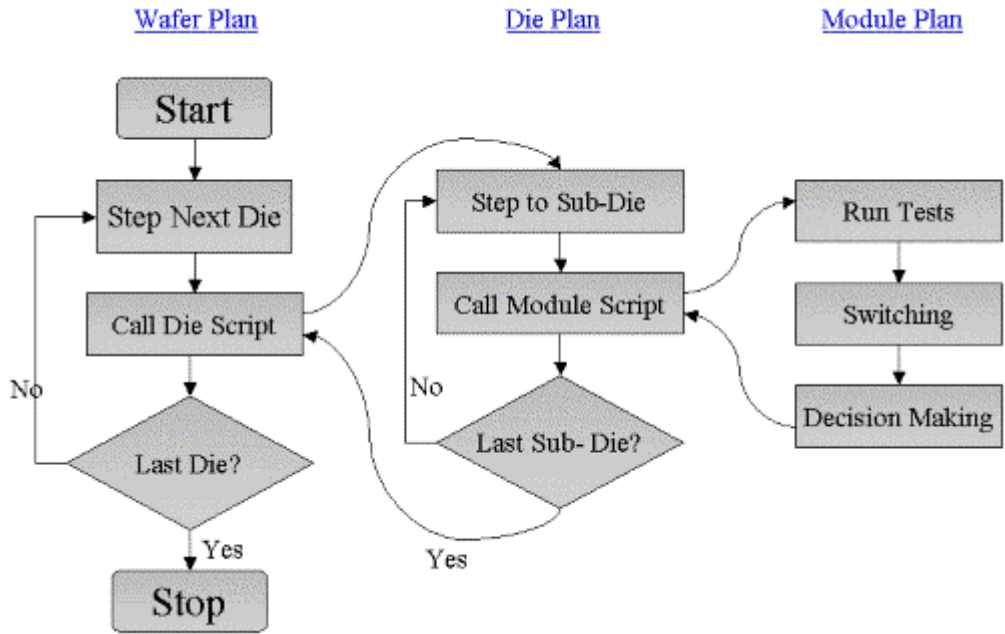 Wafer Plan
Die Plan
Module Plan
Start
Step Next Die
Call Die Script
No
Last Die?
Yes
Stop
Step to Sub-Die
Call Module Script
No
Last Sub- Die?
Yes
Run Tests
Switching
Decision Making